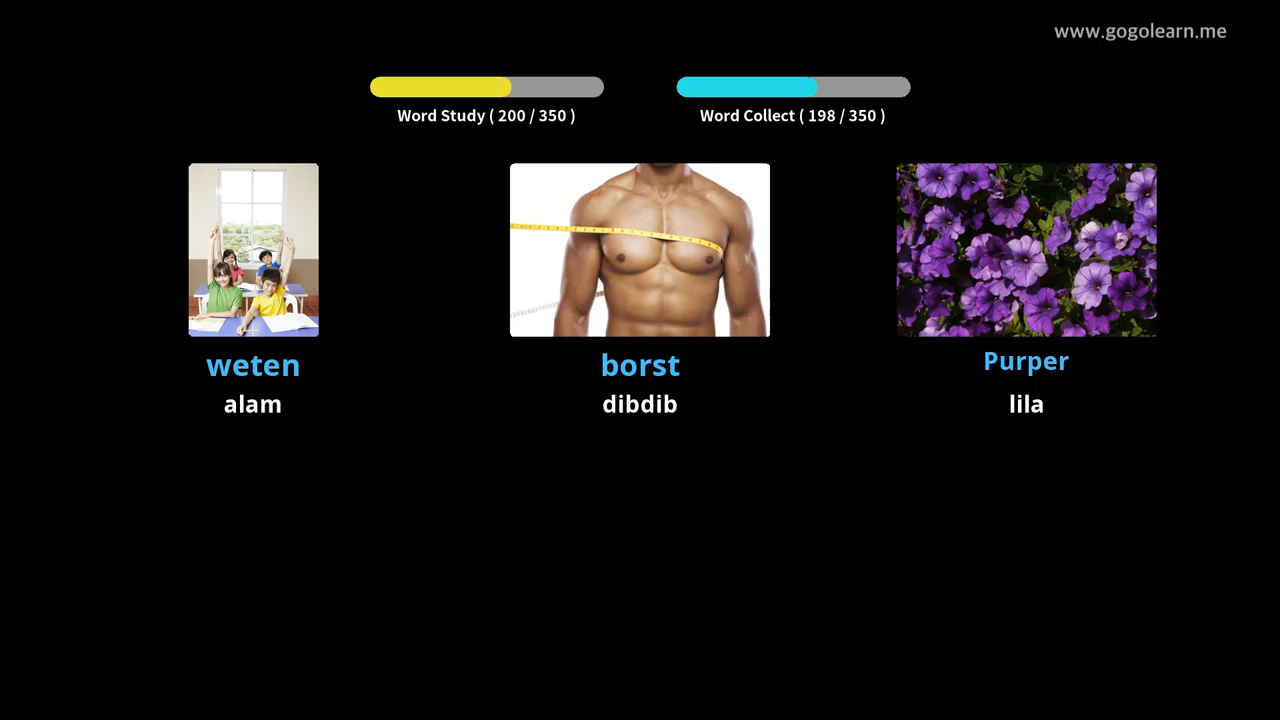 www.gogolearn.me
Word Study ( 200 / 350 )
Word Collect ( 198 / 350 )
weten
borst
Purper
alam
dibdib
lila